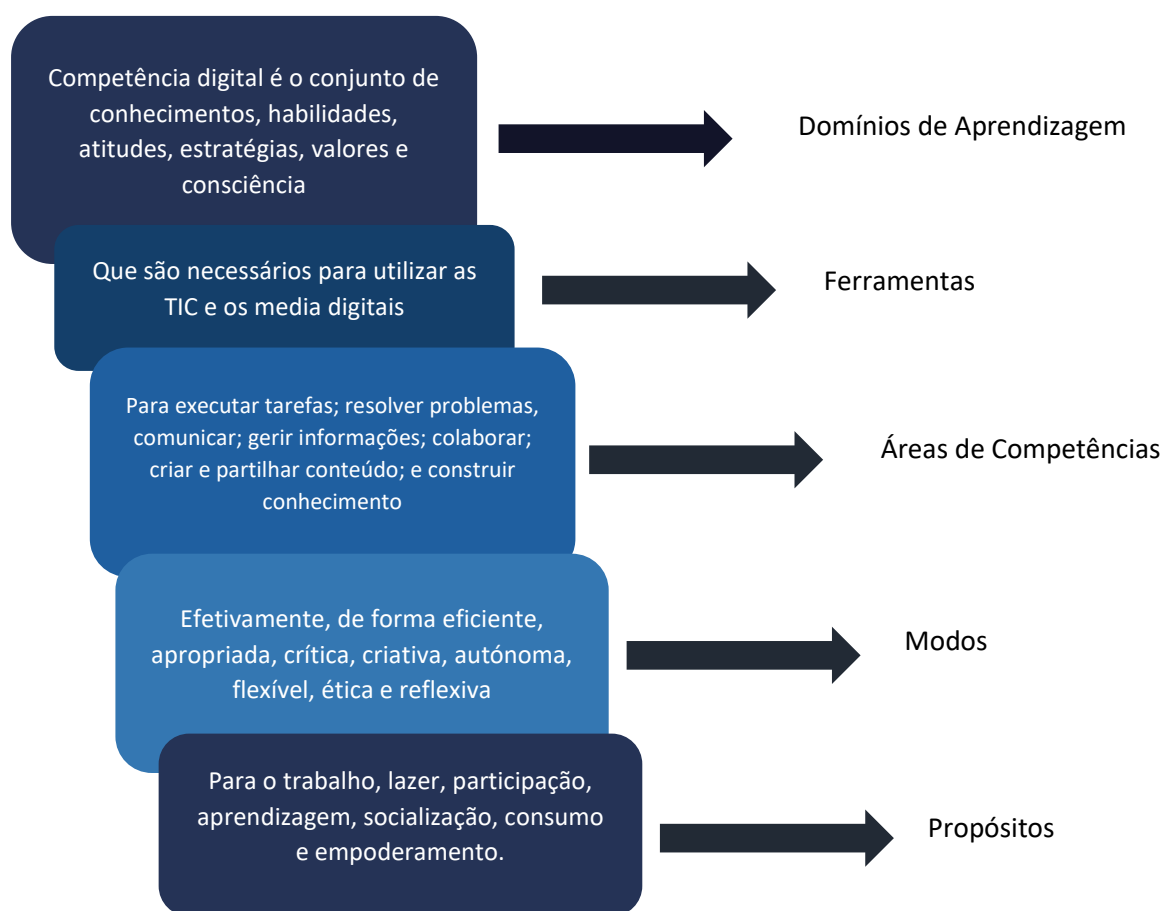 Competência digital é o conjunto de
conhecimentos, habilidades,
atitudes, estratégias, valores e
consciência
Domínios de Aprendizagem
Que são necessários para utilizar as
TIC e os media digitais
Ferramentas
Para executar tarefas; resolver problemas,
comunicar; gerir informações; colaborar;
criar e partilhar conteúdo; e construir
conhecimento
Áreas de Competências
Efetivamente, de forma eficiente,
apropriada, crítica, criativa, autónoma,
flexível, ética e reflexiva
Modos
Para o trabalho, lazer, participação,
aprendizagem, socialização, consumo
e empoderamento.
Propósitos